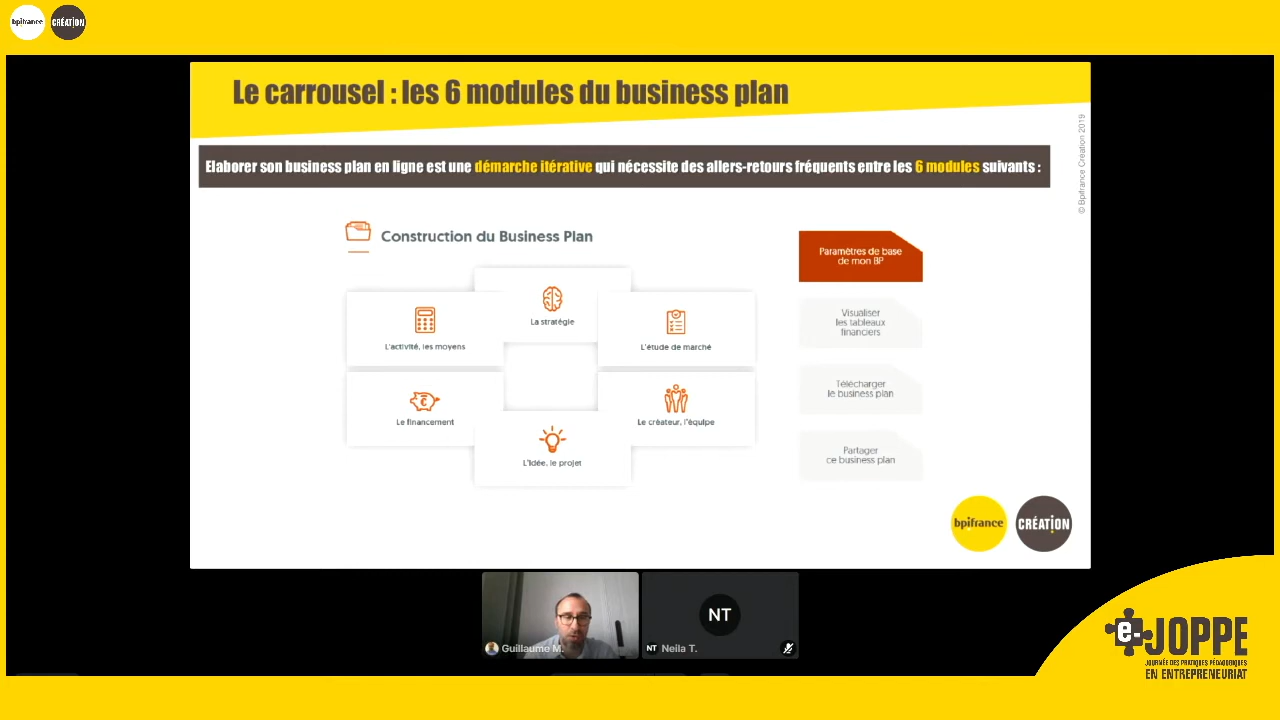 bpifrance
CRÉATION
Le carrousel : les 6 modules du business plan
© Bpifrance Création 2019
Elaborer son business plan en ligne est une démarche itérative qui nécessite des allers-retours fréquents entre les 6 modules suivants :
Construction du Business Plan
La stratégie
L'activité, les moyens
L'étude de marché
Le financement
Le créateur, l'équipe
L'idée, le projet
Paramètres de base
de mon BP
Visualiser
les tableaux
financiers
Télécharger
le business plan
Partager
ce business plan
bpifrance
CRÉATION
Guillaume M.
NT
NT
Neila T.
e-JOPPE
JOURNÉE DES PRATIQUES PÉDAGOGIQUES
EN ENTREPRENEURIAT